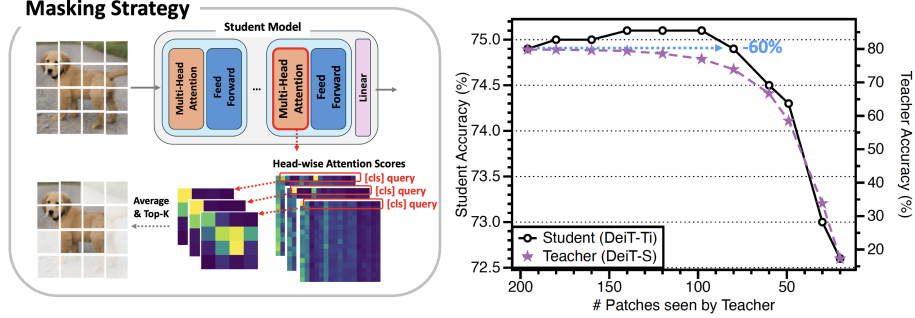 Masking Strategy
Student Model
Multi-Head
Attention
Feed
Forward
...
Multi-Head
Attention
Feed
Forward
Linear
Head-wise Attention Scores
[cls] query
[cls] query
[cls] query
Average
& Top-K
Student Accuracy (%)
75.0
74.5
74.0
73.5
73.0
72.5
-60%
80
70
60
50
40
30
20
Teacher Accuracy (%)
Student (DeiT-Ti)
Teacher (DeiT-S)
200
150
100
50
# Patches seen by Teacher